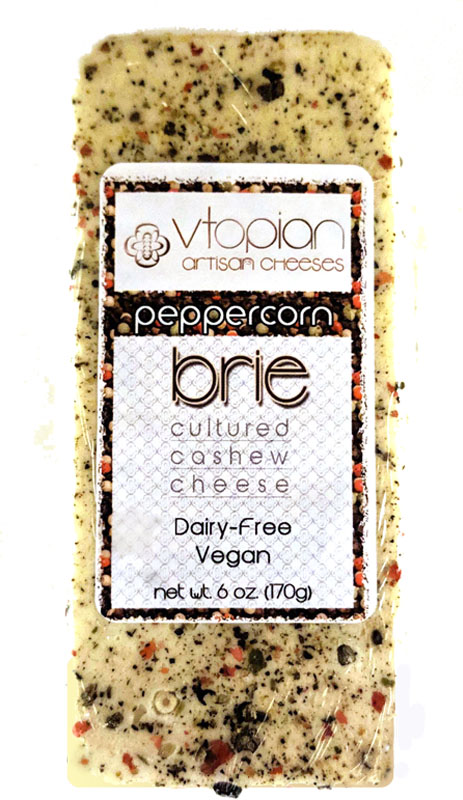 vtopian
artisan cheeses
peppercorn
brie
cultured
cashew
cheese
Dairy-Free
Vegan
net wt. 6 oz. (170g)